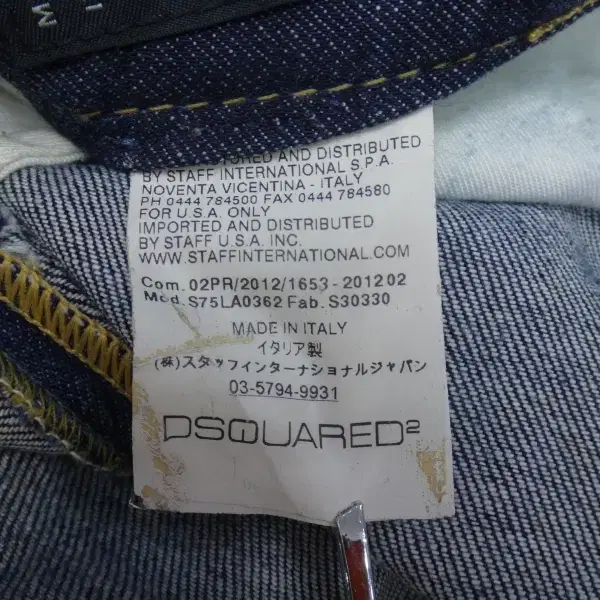 AND DISTRIBUTED
BY STAFF INTERNATIONAL S.P.A.
NOVENTA VICENTINA - ITALY
PH 0444 784500 FAX 0444 784580
FOR U.S.A. ONLY
IMPORTED AND DISTRIBUTED
BY STAFF U.S.A. INC.
WWW.STAFFINTERNATIONAL.COM
Com. 02PR/2012/1653 - 2012 02
Mod. S75LA0362 Fab. S30330
MADE IN ITALY
イタリア製
(株)スタッフインターナショナルジャパン
03-5794-9931
DSQUARED2